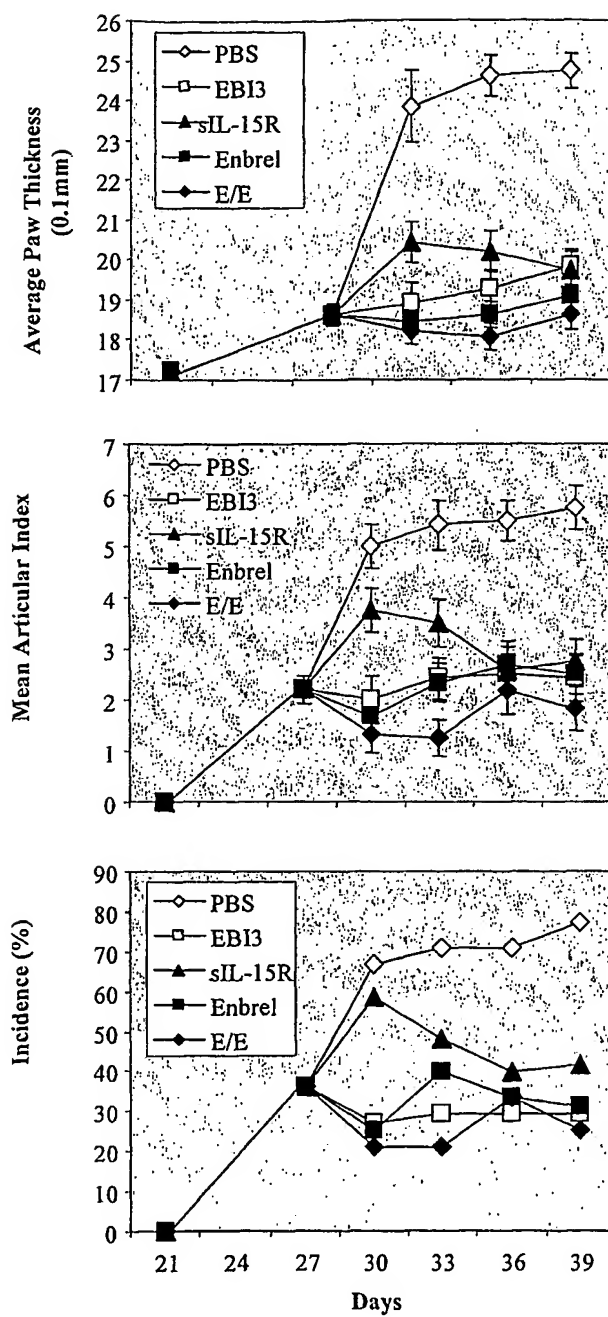 Average Paw Thickness
(0.1mm)
26
25
24
23
22
21
20
19
18
17
PBS
EBI3
sIL-15R
Enbrel
E/E
Mean Articular Index
7
6
5
4
3
2
1
0
PBS
EBI3
sIL-15R
Enbrel
E/E
Incidence (%)
90
80
70
60
50
40
30
20
10
0
PBS
EBI3
sIL-15R
Enbrel
E/E
21 24 27 30 33 36 39
Days